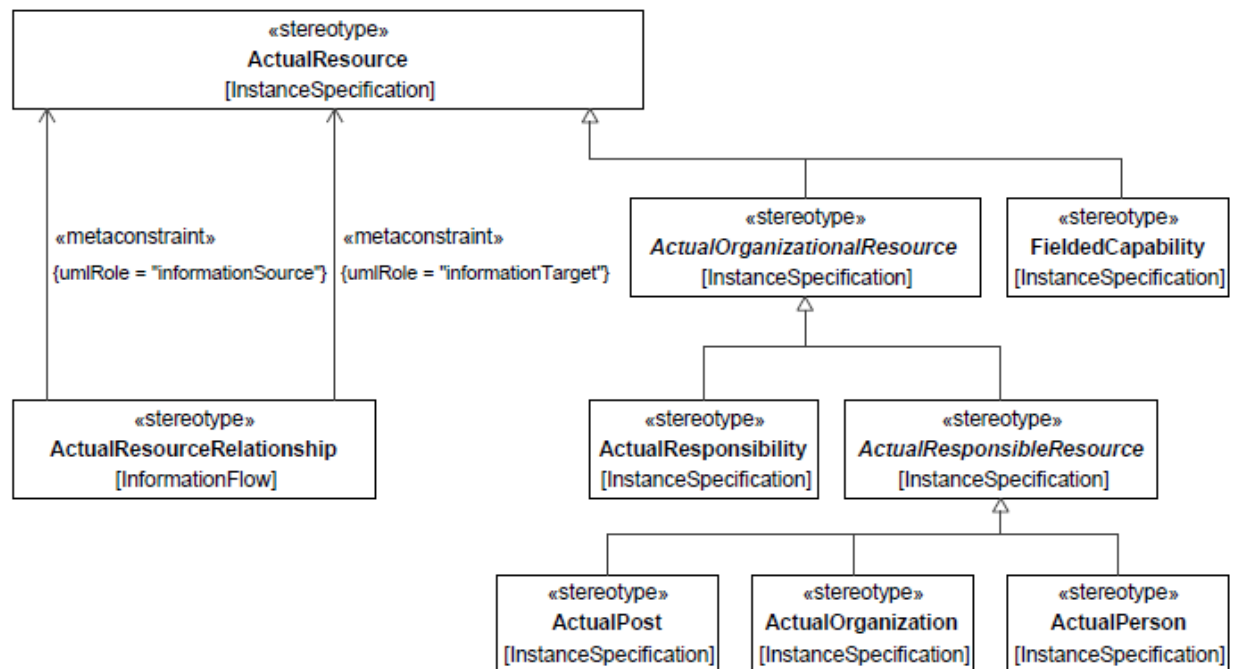 «stereotype»
ActualResource
[InstanceSpecification]
«metaconstraint»
{umlRole = "informationSource"}
«metaconstraint»
{umlRole = "informationTarget"}
«stereotype»
ActualOrganizationalResource
[InstanceSpecification]
«stereotype»
FieldedCapability
[InstanceSpecification]
«stereotype»
ActualResourceRelationship
[InformationFlow]
«stereotype»
ActualResponsibility
[InstanceSpecification]
«stereotype»
ActualResponsibleResource
[InstanceSpecification]
«stereotype»
ActualPost
[InstanceSpecification]
«stereotype»
ActualOrganization
[InstanceSpecification]
«stereotype»
ActualPerson
[InstanceSpecification]